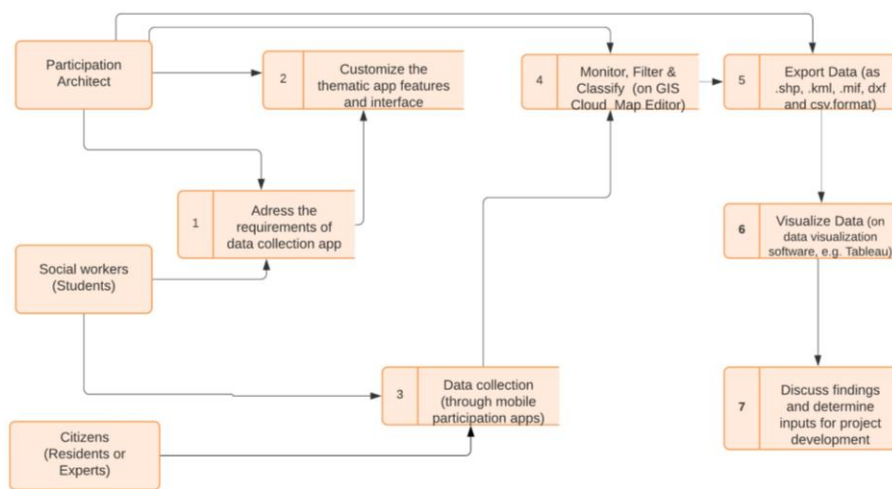 Participation
Architect
2
Customize the
thematic app features
and interface
4
Monitor, Filter &
Classify (on GIS
Cloud Map Editor)
5
Export Data (as
.shp, .kml, .mif, dxf
and csv.format)
1
Adress the
requirements of
data collection app
6
Visualize Data (on
data visualization
software, e.g. Tableau)
Social workers
(Students)
3
Data collection
(through mobile
participation apps)
7
Discuss findings
and determine
inputs for project
development
Citizens
(Residents or
Experts)